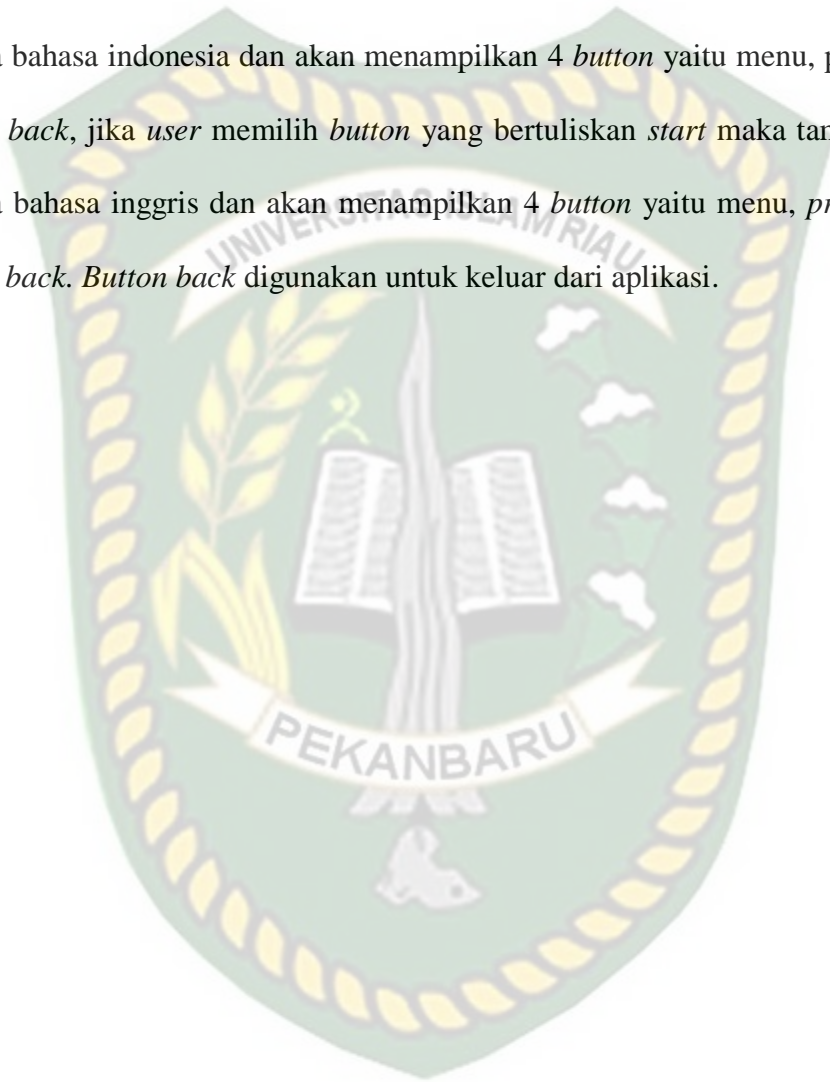 bahasa indonesia dan akan menampilkan 4 button yaitu menu,
back, jika user memilih button yang bertuliskan start maka
bahasa inggris dan akan menampilkan 4 button yaitu menu,
back. Button back digunakan untuk keluar dari aplikasi.
UNIVERSITAS ISLAM RIAU
PEKANBARU